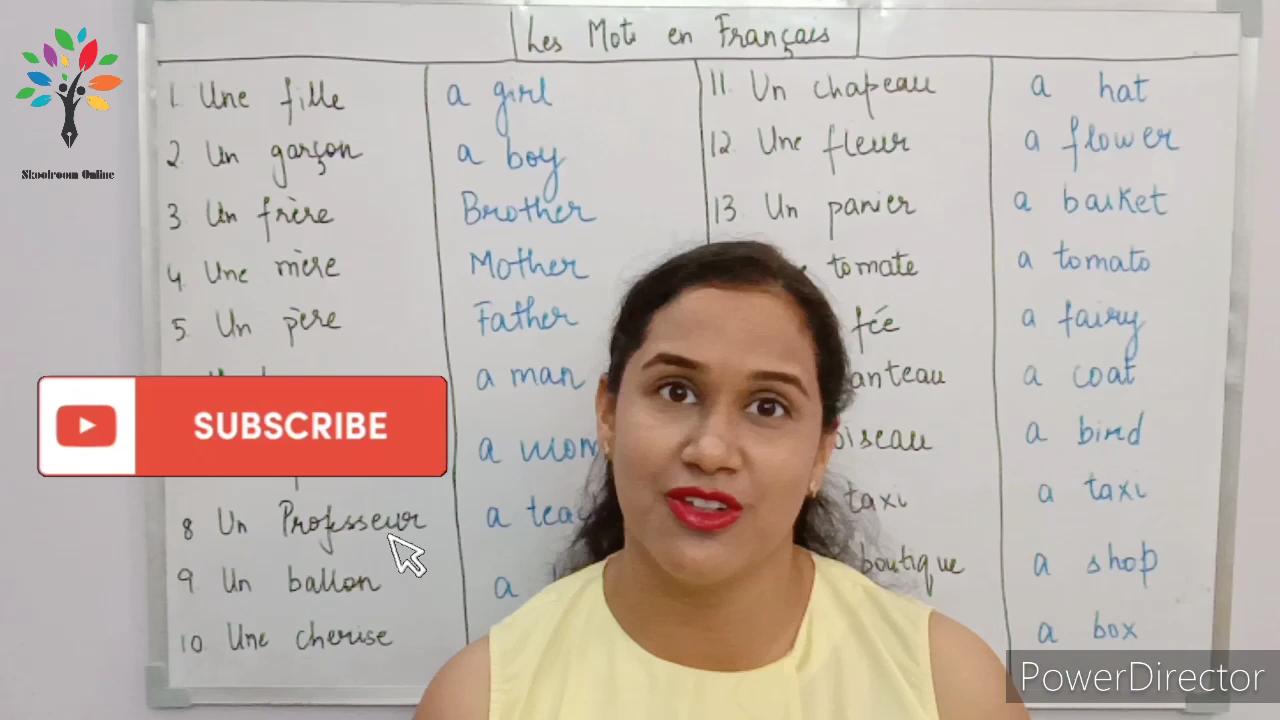 Les Mots en Français
Skoolroom Online
1. Une fille a girl
2. Un garçon a boy
3 Un frère Brother
4 Une mère Mother
5. Un père Father
a man
a
SUBSCRIBE
8 Un Professeur a
9 Un ballon a
10 Une cherise
11. Un chapeau a hat
12. Une fleur a flower
13. Un panier a basket
tomate a tomato
fée a fairy
a coat
a bird
taxi a taxi
boutique a shop
a box
PowerDirector